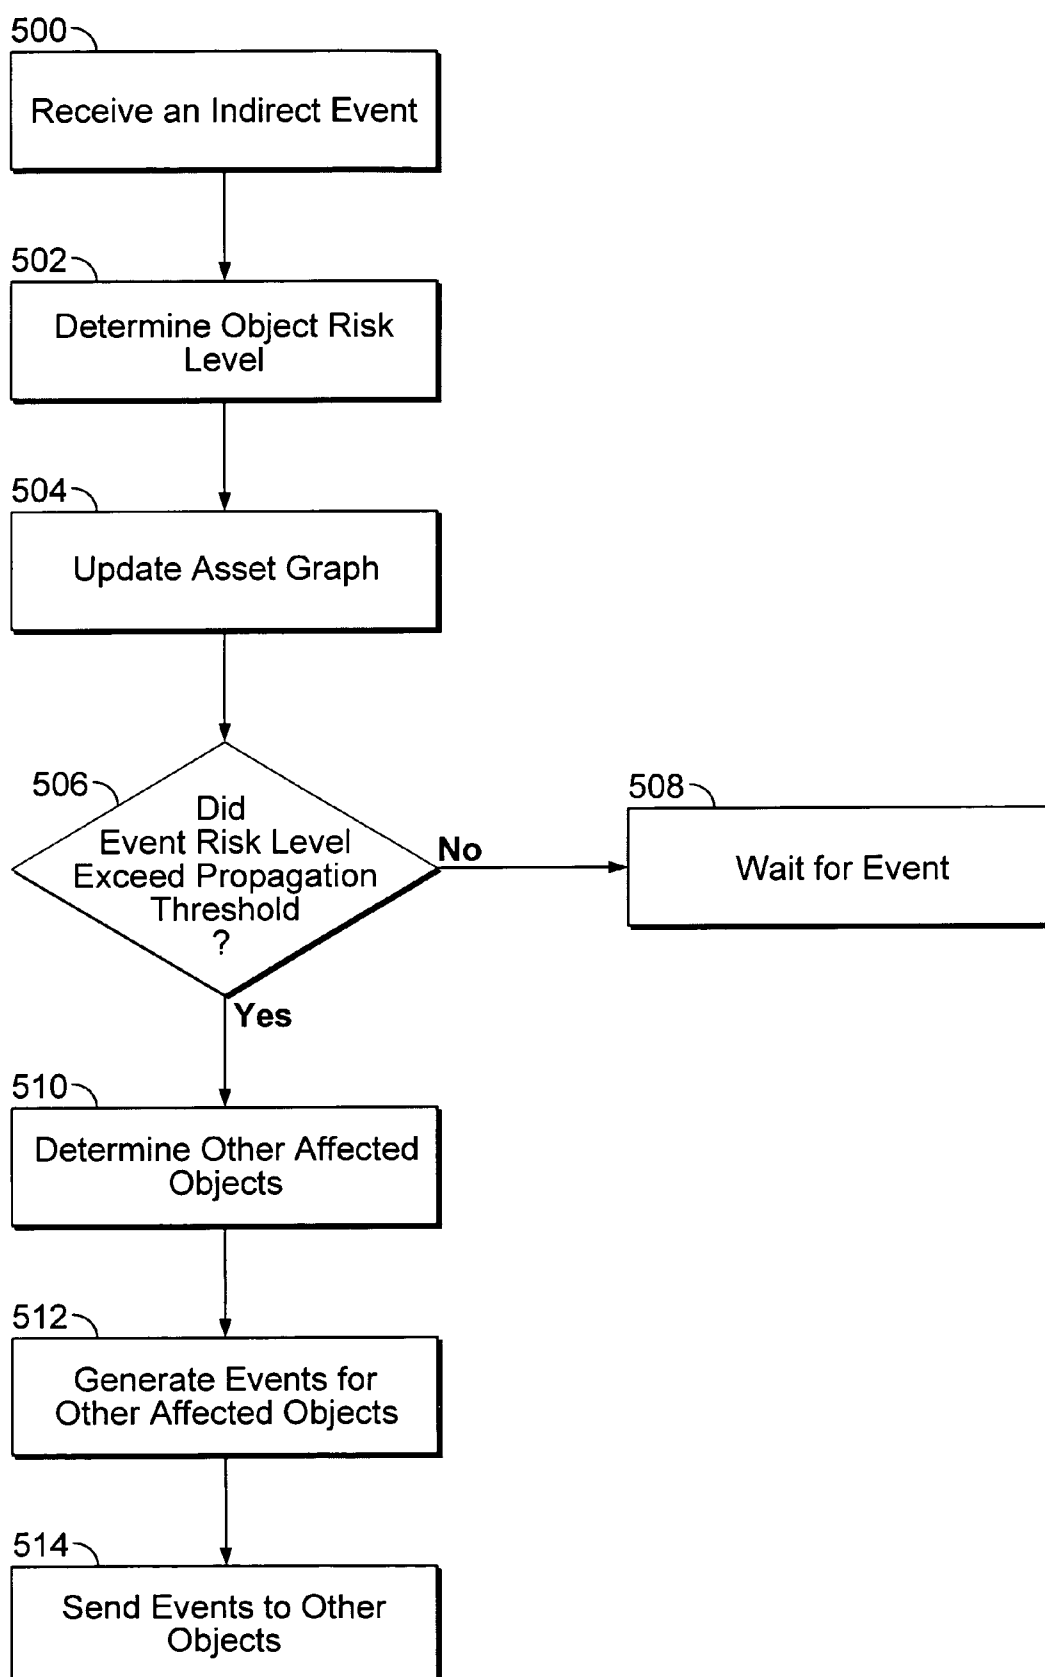 500
Receive an Indirect Event
502
Determine Object Risk
Level
504
Update Asset Graph
506
Did
Event Risk Level
Exceed Propagation
Threshold
?
No
508
Wait for Event
Yes
510
Determine Other Affected
Objects
512
Generate Events for
Other Affected Objects
514
Send Events to Other
Objects